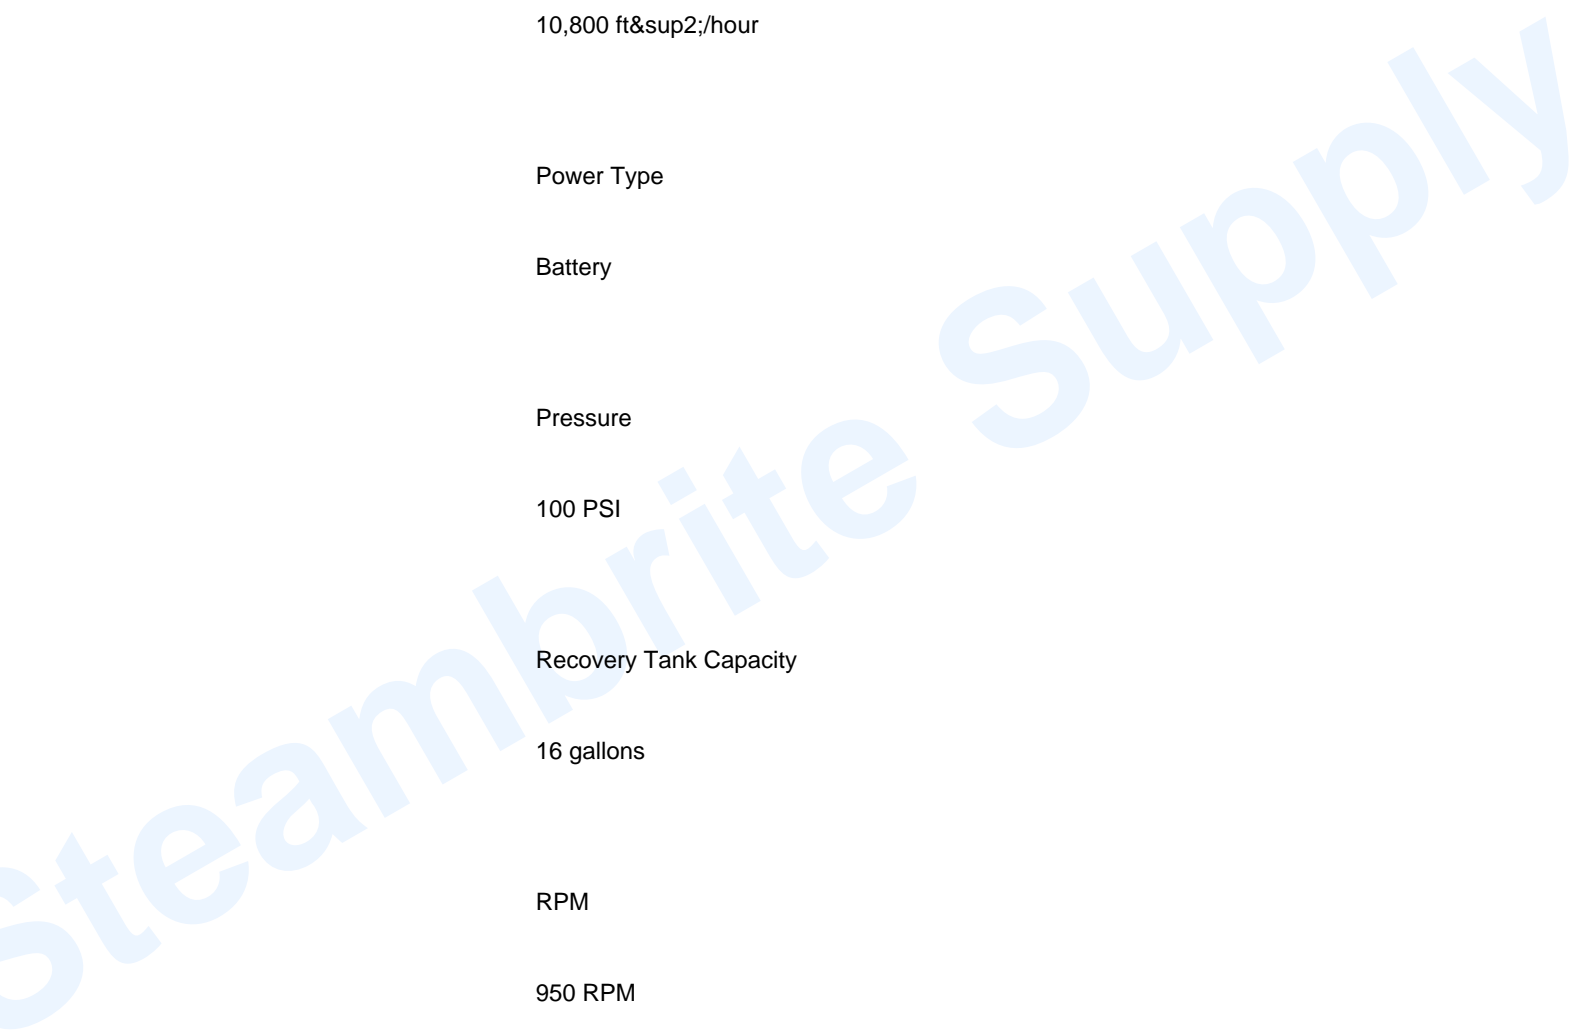 10,800 ft&sup2;/hour
Power Type
Battery
Pressure
100 PSI
Recovery Tank Capacity
16 gallons
RPM
950 RPM
Steambrite Supply